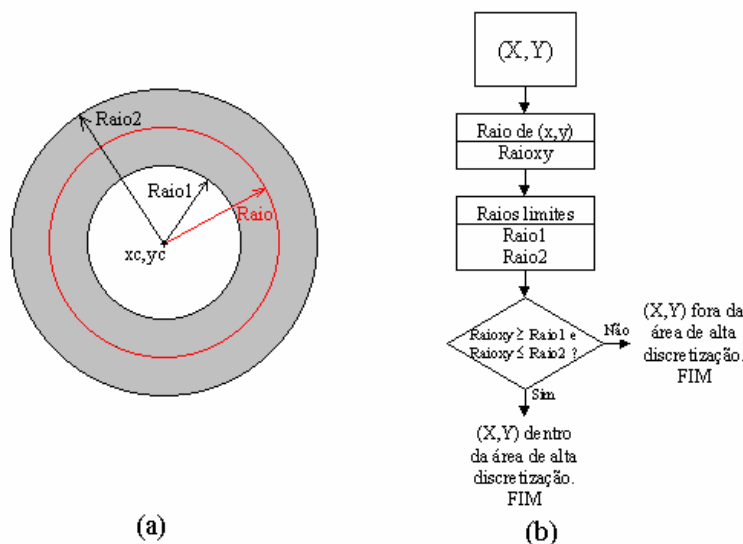 Raio2
Raio1
Raio
xc,yc
(a)
(X,Y)
Raio de (x,y)
Raioxy
Raios limites
Raio1
Raio2
Raioxy ≥ Raio1 e
Raioxy ≤ Raio2 ?
Não
(X,Y) fora da
área de alta
discretização.
FIM
Sim
(X,Y) dentro
da área de alta
discretização.
FIM
(b)